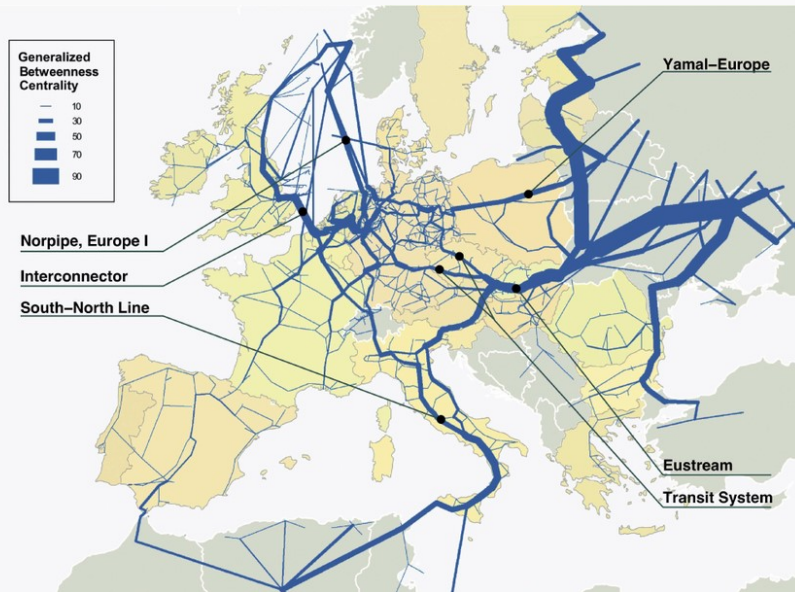 Generalized
Betweenness
Centrality
10
30
50
70
90
Yamal–Europe
Norpipe, Europe I
Interconnector
South–North Line
Eustream
Transit System